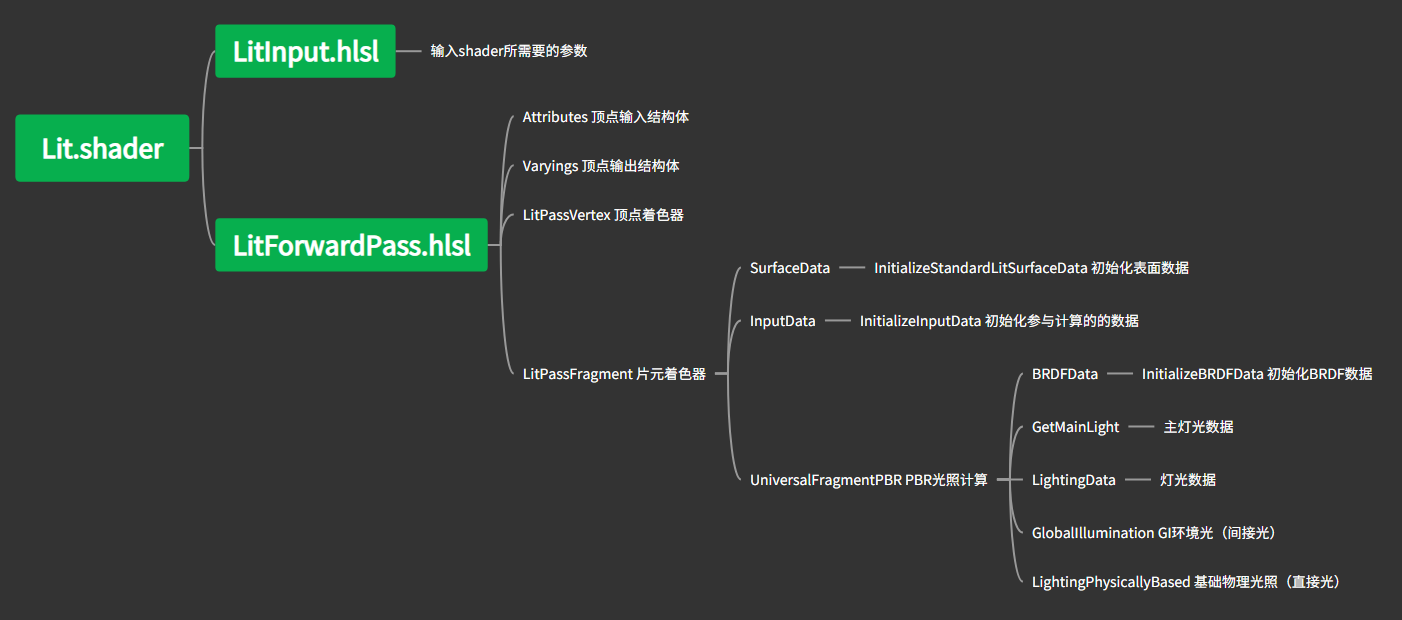 Lit.shader
LitInput.hlsl
输入shader所需要的参数
LitForwardPass.hlsl
Attributes 顶点输入结构体
Varyings 顶点输出结构体
LitPassVertex 顶点着色器
LitPassFragment 片元着色器
SurfaceData
InitializeStandardLitSurfaceData 初始化表面数据
InputData
InitializeInputData 初始化参与计算的的数据
UniversalFragmentPBR PBR光照计算
BRDFData
InitializeBRDFData 初始化BRDF数据
GetMainLight
主灯光数据
LightingData
灯光数据
GlobalIllumination GI环境光（间接光）
LightingPhysicallyBased 基础物理光照（直接光）